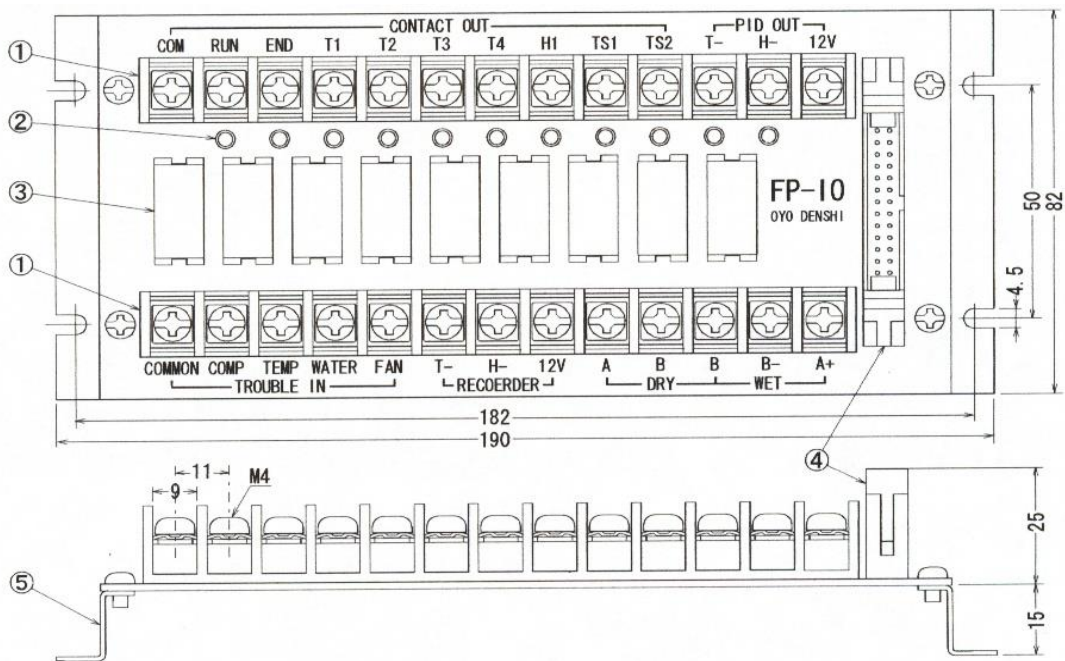 CONTACT OUT
PID OUT
COM RUN END T1 T2 T3 T4 H1 TS1 TS2 T- H- 12V
①
②
③
FP-IO
OYO DENSHI
50
82
4.5
①
COMMON COMP TEMP WATER FAN T- H- 12V A B B B- A+
TROUBLE IN
RECOERDER
DRY
WET
182
190
④
11
M4
9
25
⑤
15